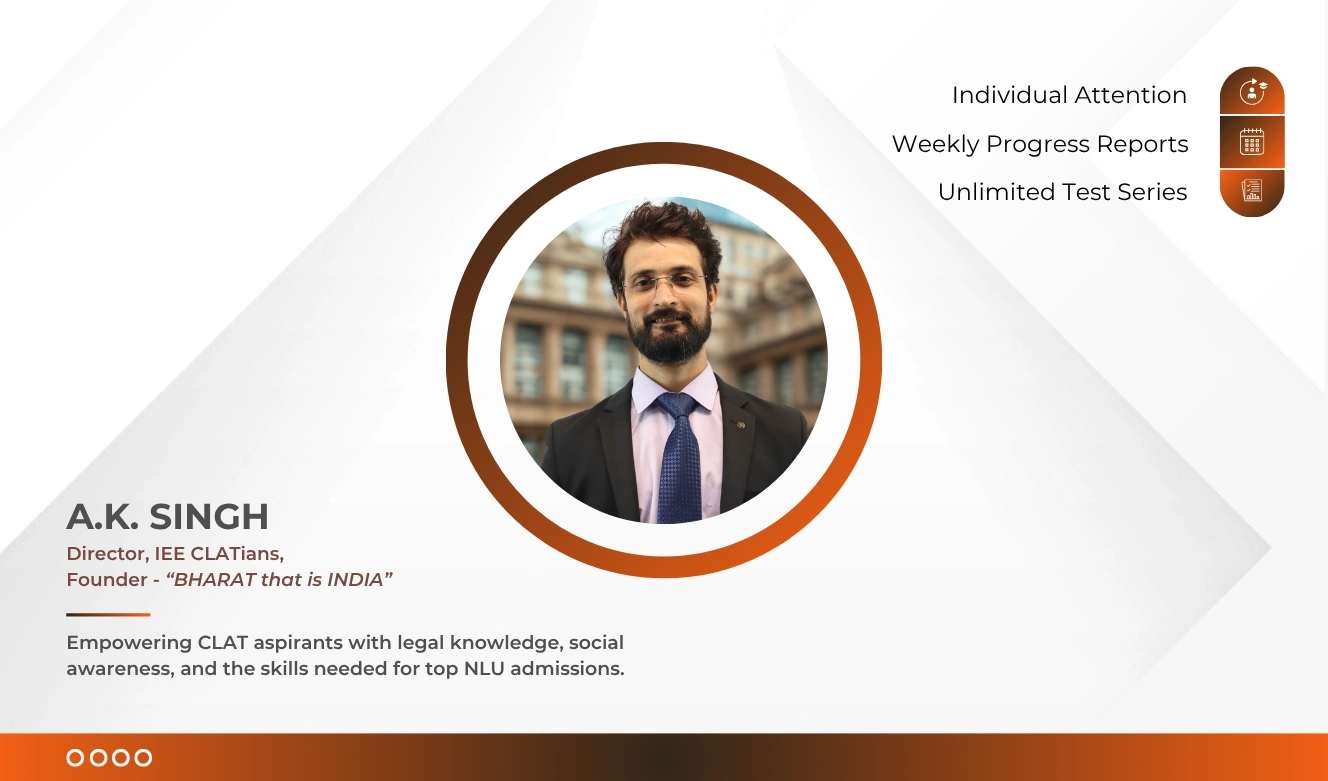 Individual Attention
Weekly Progress Reports
Unlimited Test Series
A.K. SINGH
Director, IEE CLATians,
Founder - “BHARAT that is INDIA”
Empowering CLAT aspirants with legal knowledge, social
awareness, and the skills needed for top NLU admissions.